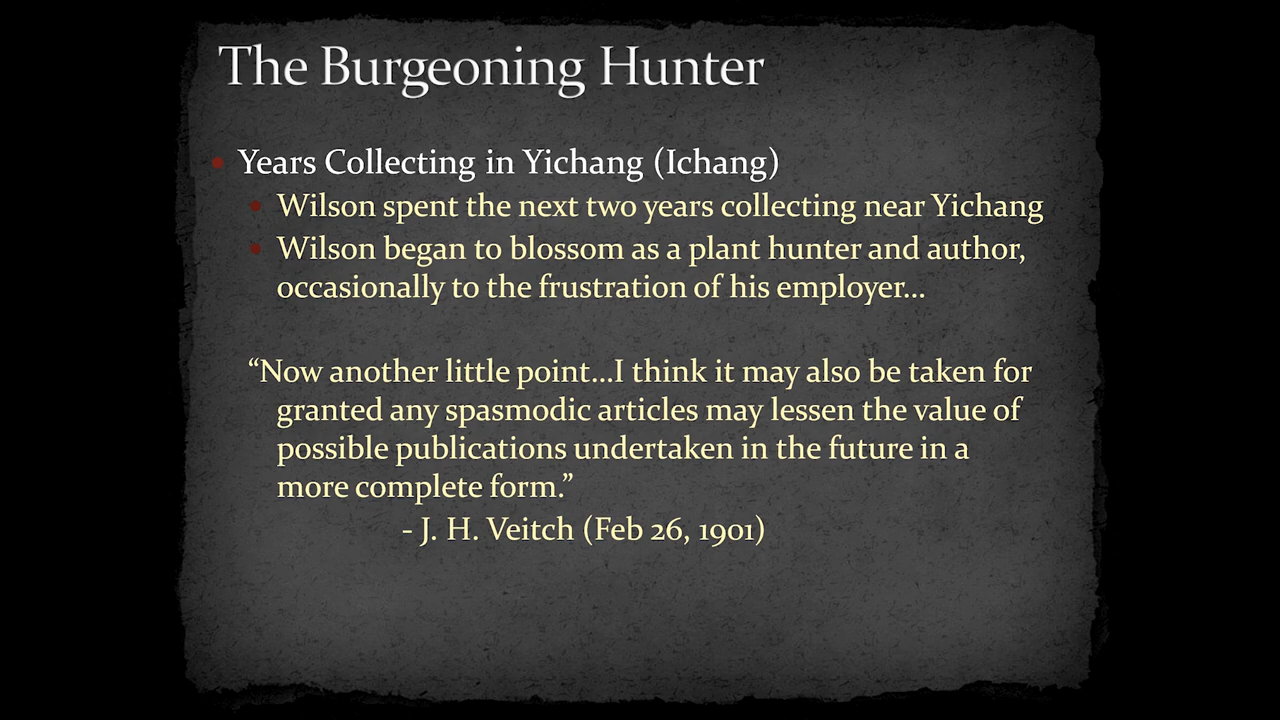 The Burgeoning Hunter
Years Collecting in Yichang (Ichang)
Wilson spent the next two years collecting near Yichang
Wilson began to blossom as a plant hunter and author,
occasionally to the frustration of his employer...
“Now another little point...I think it may also be taken for
granted any spasmodic articles may lessen the value of
possible publications undertaken in the future in a
more complete form.”
- J. H. Veitch (Feb 26, 1901)